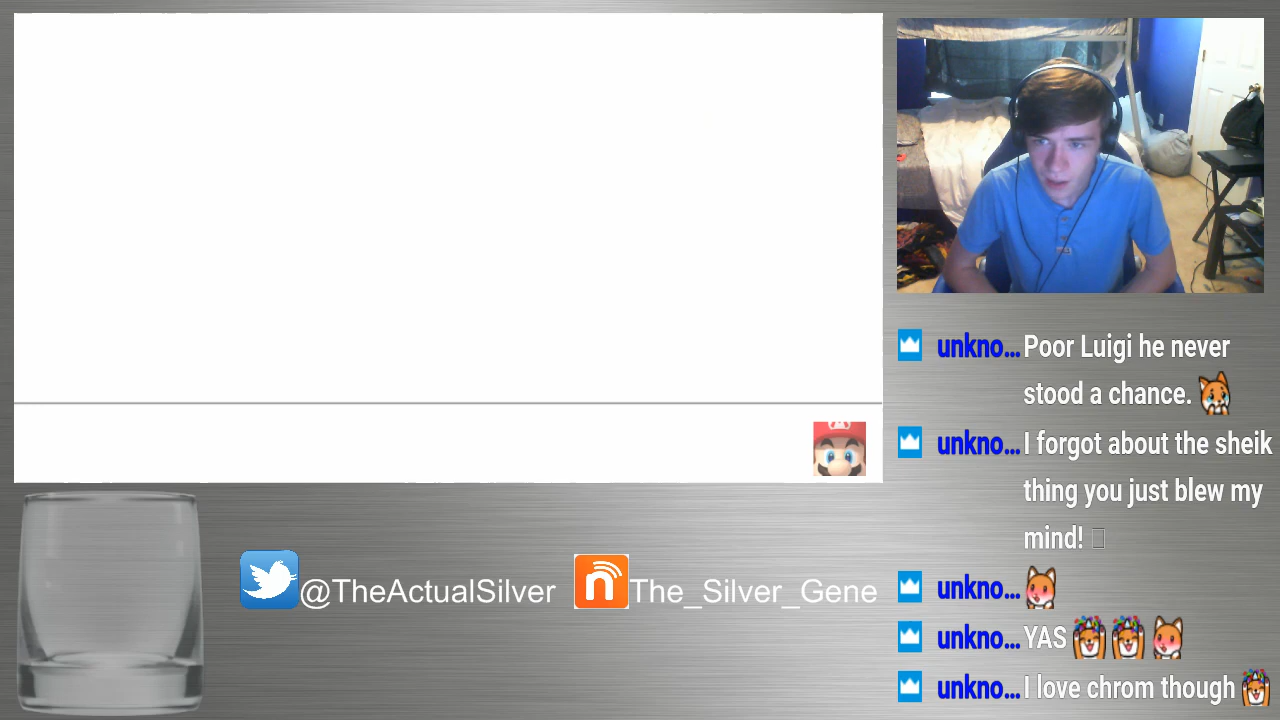 unkno... Poor Luigi he never
stood a chance.
unkno... I forgot about the sheik
thing you just blew my
mind!
unkno...
unkno... YAS
unkno... I love chrom though
@TheActualSilver
The_Silver_Gene